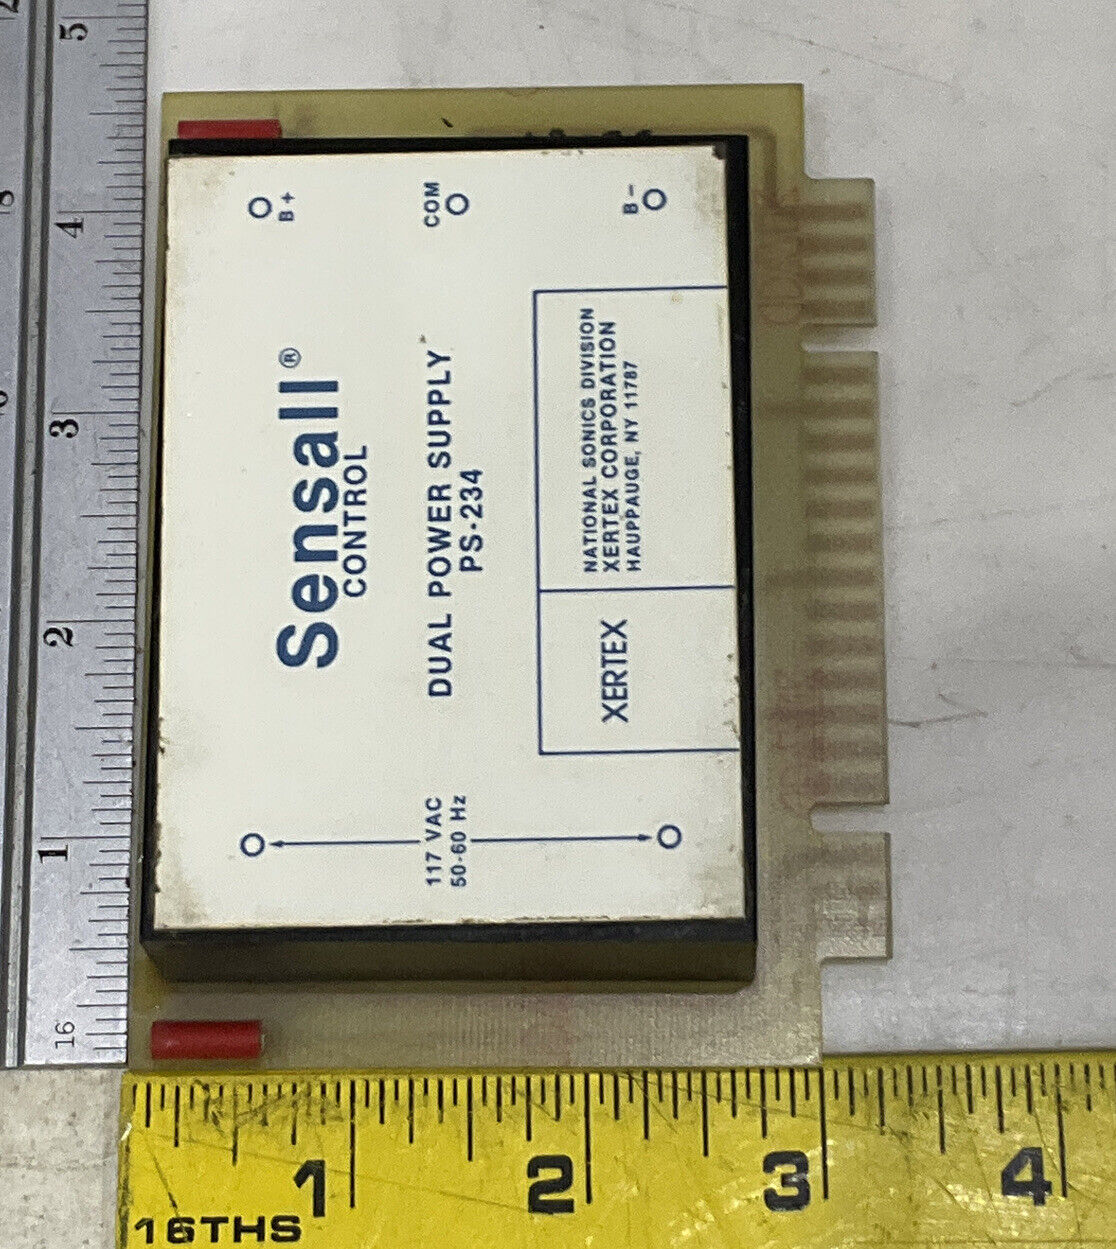 Sensall®
CONTROL
DUAL POWER SUPPLY
PS-234
117 VAC
50-60 Hz
B+
COM
B-
XERTEX
NATIONAL SONICS DIVISION
XERTEX CORPORATION
HAUPPAUGE, NY 11787
16
1
2
3
4
5
1
2
3
4
16THS